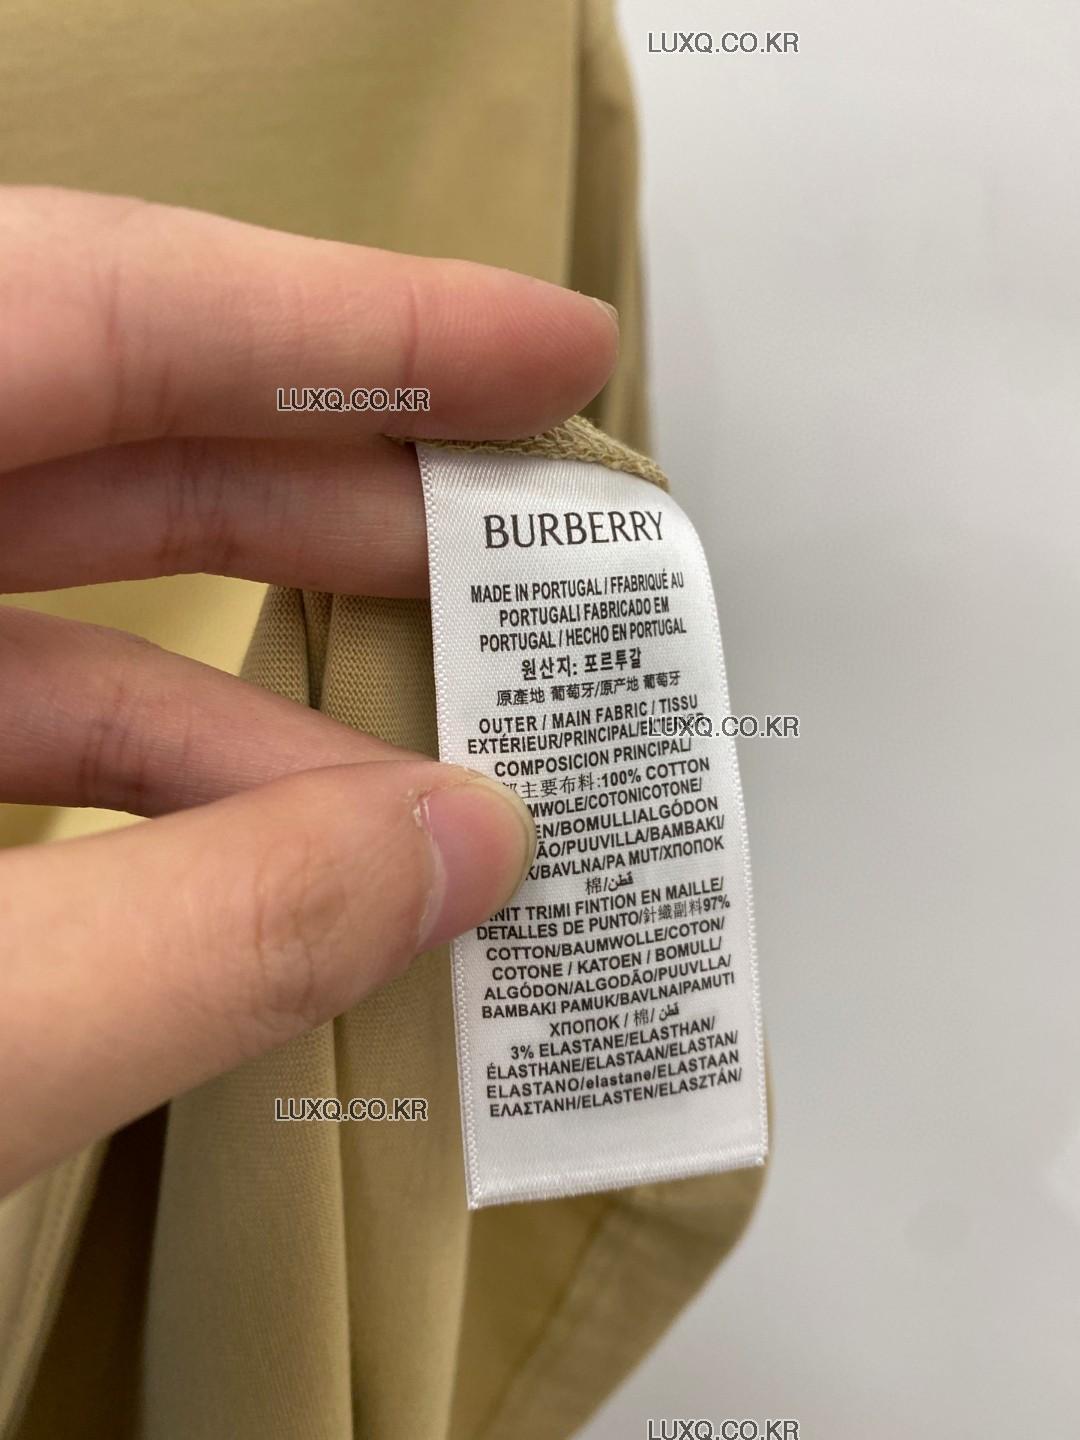 LUXQ.CO.KR
LUXQ.CO.KR
BURBERRY
MADE IN PORTUGAL / FFABRIQUÉ AU
PORTUGALI FABRICADO EM
PORTUGAL / HECHO EN PORTUGAL
원산지: 포르투갈
原產地 葡萄牙/原产地 葡萄牙
OUTER / MAIN FABRIC / TISSU
LUXQ.CO.KR
EXTÉRIEUR/PRINCIPAL/
COMPOSICION PRINCIPAL/
主要布料:100% COTTON
MWOLE/COTONICOTONE/
EN/BOMULLIALGÓDON
ÃO/PUUVILLA/BAMBAKI/
K/BAVLNA/PA MUT/ХПОПОК
棉/قطن
NIT TRIMI FINTION EN MAILLE/
DETALLES DE PUNTO/針織副料97%
COTTON/BAUMWOLLE/COTON/
COTONE / KATOEN / BOMULL/
ALGÓDON/ALGODÃO/PUUVLLA/
BAMBAKI PAMUK/BAVLNAIPAMUTI
ХПОПОК / 棉/ قطن
3% ELASTANE/ELASTHAN/
ÉLASTHANE/ELASTAAN/ELASTAN/
ELASTANO/elastane/ELASTAAN
ΕΛΑΣΤΑΝΗ/ELASTEN/ELASZTÁN/
LUXQ.CO.KR
LUXQ.CO.KR